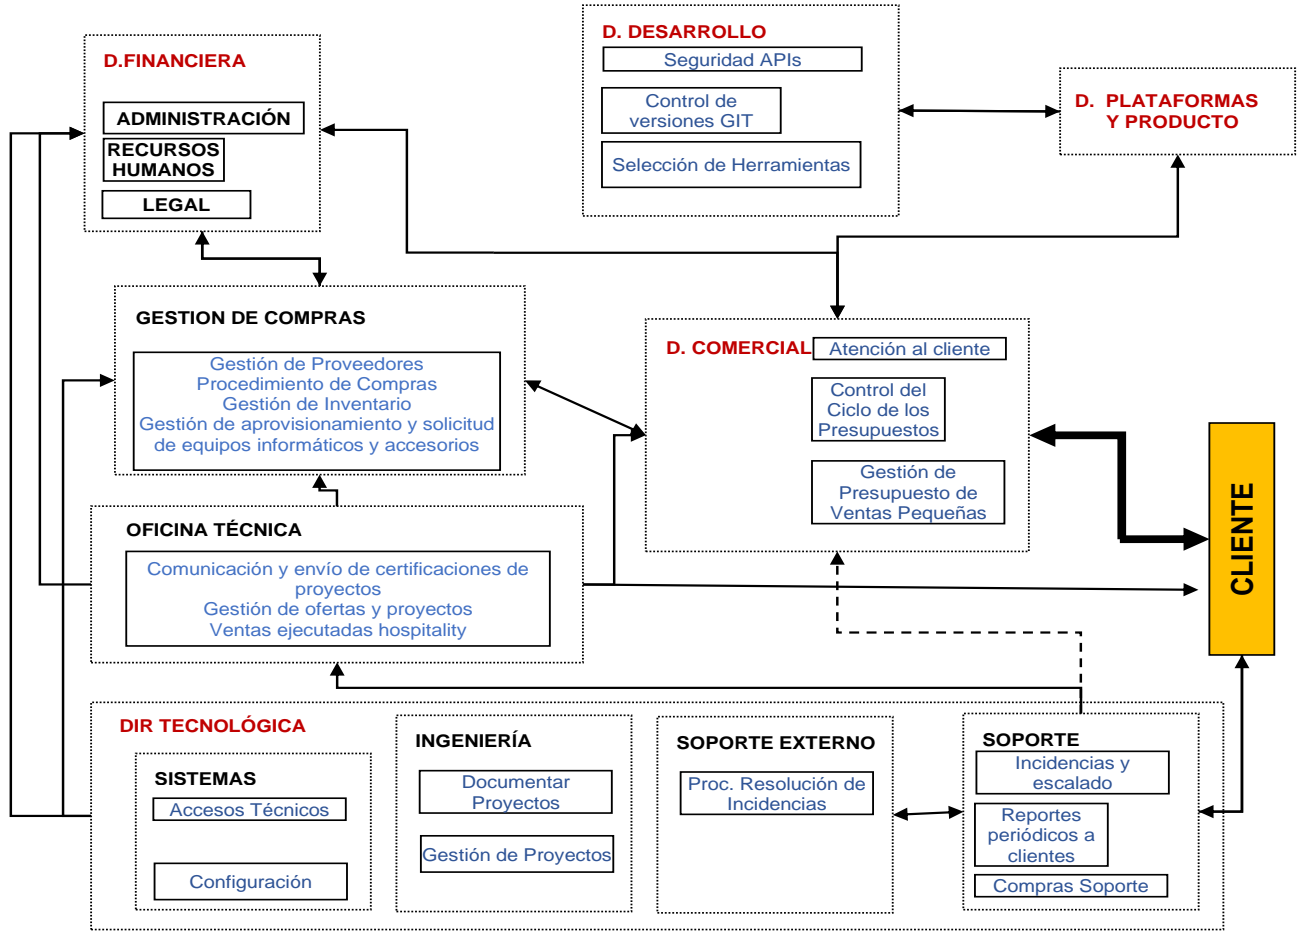 D.FINANCIERA
ADMINISTRACIÓN
RECURSOS
HUMANOS
LEGAL
D. DESARROLLO
Seguridad APIs
Control de
versiones GIT
Selección de Herramientas
D. PLATAFORMAS
Y PRODUCTO
GESTION DE COMPRAS
Gestión de Proveedores
Procedimiento de Compras
Gestión de Inventario
Gestión de aprovisionamiento y solicitud
de equipos informáticos y accesorios
D. COMERCIAL
Atención al cliente
Control del
Ciclo de los
Presupuestos
Gestión de
Presupuesto de
Ventas Pequeñas
CLIENTE
OFICINA TÉCNICA
Comunicación y envío de certificaciones de
proyectos
Gestión de ofertas y proyectos
Ventas ejecutadas hospitality
DIR TECNOLÓGICA
SISTEMAS
Accesos Técnicos
Configuración
INGENIERÍA
Documentar
Proyectos
Gestión de Proyectos
SOPORTE EXTERNO
Proc. Resolución de
Incidencias
SOPORTE
Incidencias y
escalado
Reportes
periódicos a
clientes
Compras Soporte